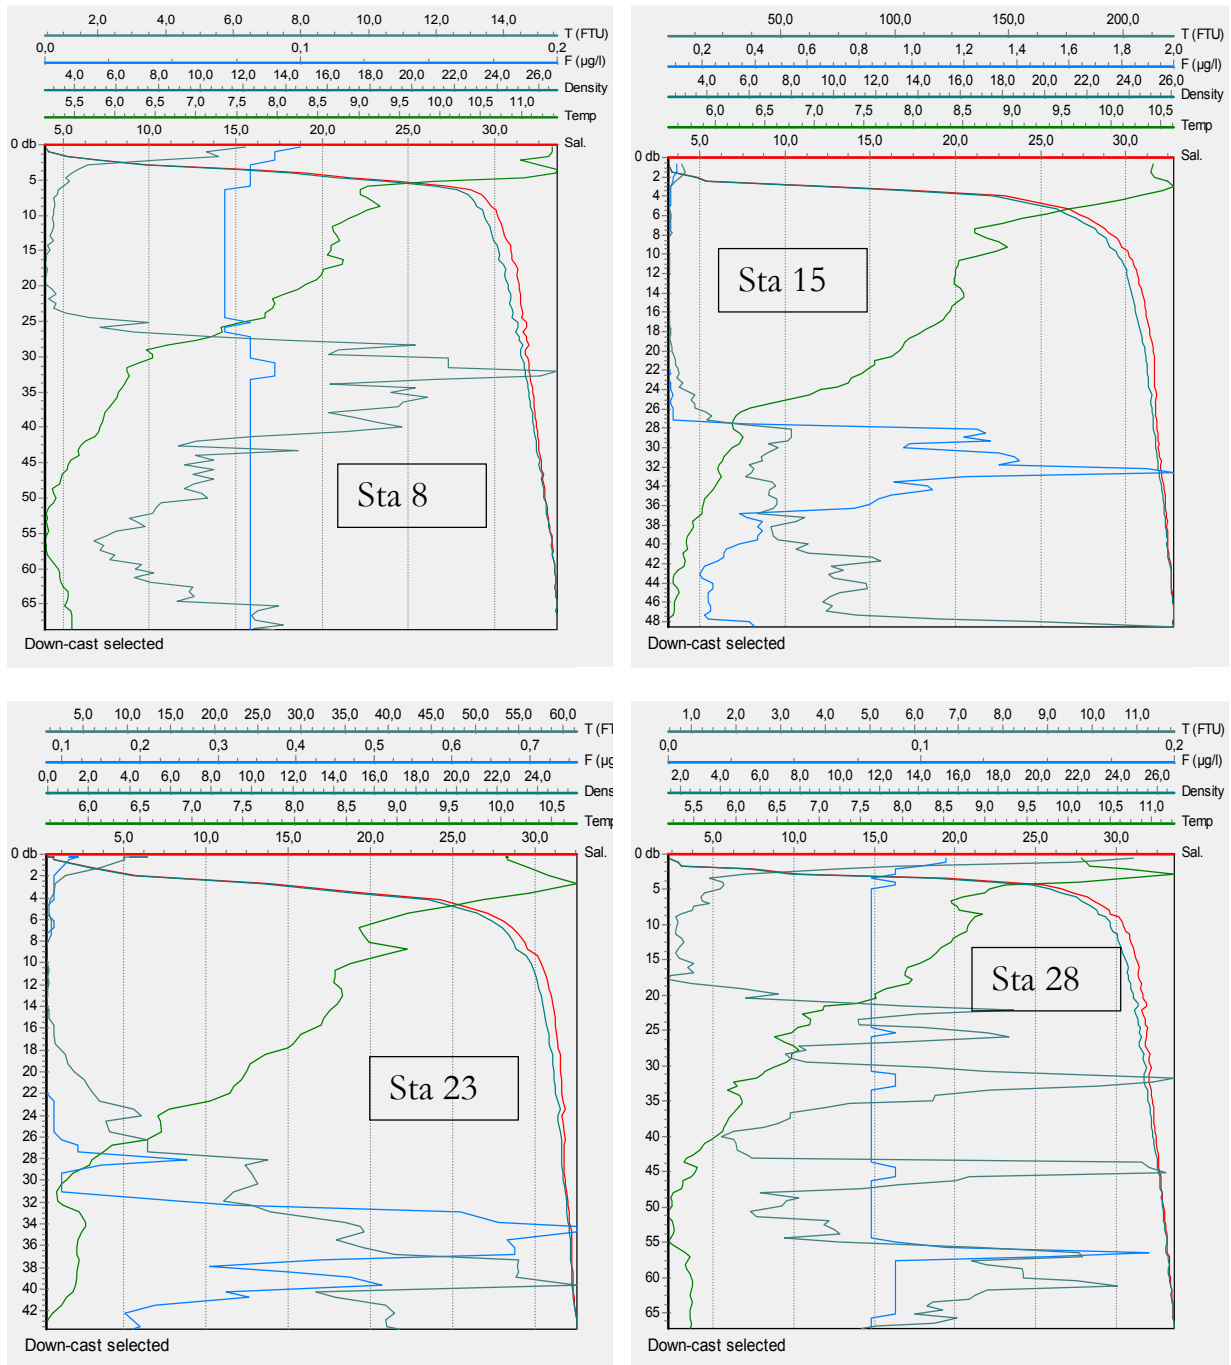 2,0 4,0 6,0 8,0 10,0 12,0 14,0
T (FTU)
0,0 0,1 0,2
F (µg/l)
4,0 6,0 8,0 10,0 12,0 14,0 16,0 18,0 20,0 22,0 24,0 26,0
Density
5,5 6,0 6,5 7,0 7,5 8,0 8,5 9,0 9,5 10,0 10,5 11,0
Temp
5,0 10,0 15,0 20,0 25,0 30,0
Sal.
0 db
5
10
15
20
25
30
35
40
45
50
55
60
65
Sta 8
Down-cast selected
50,0 100,0 150,0 200,0
T (FTU)
0,2 0,4 0,6 0,8 1,0 1,2 1,4 1,6 1,8 2,0
F (µg/l)
4,0 6,0 8,0 10,0 12,0 14,0 16,0 18,0 20,0 22,0 24,0 26,0
Density
6,0 6,5 7,0 7,5 8,0 8,5 9,0 9,5 10,0 10,5
Temp
5,0 10,0 15,0 20,0 25,0 30,0
Sal.
0 db
2
4
6
8
10
12
14
16
18
20
22
24
26
28
30
32
34
36
38
40
42
44
46
48
Sta 15
Down-cast selected
5,0 10,0 15,0 20,0 25,0 30,0 35,0 40,0 45,0 50,0 55,0 60,0
T (FT
0,1 0,2 0,3 0,4 0,5 0,6 0,7
F (µg
0,0 2,0 4,0 6,0 8,0 10,0 12,0 14,0 16,0 18,0 20,0 22,0 24,0
Dens
6,0 6,5 7,0 7,5 8,0 8,5 9,0 9,5 10,0 10,5
Temp
5,0 10,0 15,0 20,0 25,0 30,0
Sal.
0 db
2
4
6
8
10
12
14
16
18
20
22
24
26
28
30
32
34
36
38
40
42
Sta 23
Down-cast selected
1,0 2,0 3,0 4,0 5,0 6,0 7,0 8,0 9,0 10,0 11,0
T (FTU)
0,0 0,1 0,2
F (µg/l)
2,0 4,0 6,0 8,0 10,0 12,0 14,0 16,0 18,0 20,0 22,0 24,0 26,0
Density
5,5 6,0 6,5 7,0 7,5 8,0 8,5 9,0 9,5 10,0 10,5 11,0
Temp
5,0 10,0 15,0 20,0 25,0 30,0
Sal.
0 db
5
10
15
20
25
30
35
40
45
50
55
60
65
Sta 28
Down-cast selected